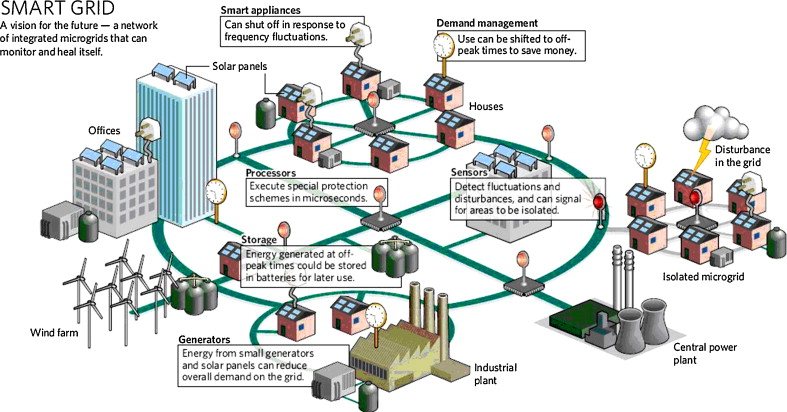 SMART GRID
A vision for the future — a network
of integrated microgrids that can
monitor and heal itself.
Smart appliances
Can shut off in response to
frequency fluctuations.
Demand management
Use can be shifted to off-
peak times to save money.
Solar panels
Houses
Offices
Disturbance
in the grid
Processors
Execute special protection
schemes in microseconds.
Sensors
Detect fluctuations and
disturbances, and can signal
for areas to be isolated.
Storage
Energy generated at off-
peak times could be stored
in batteries for later use.
Isolated microgrid
Wind farm
Generators
Energy from small generators
and solar panels can reduce
overall demand on the grid.
Industrial
plant
Central power
plant